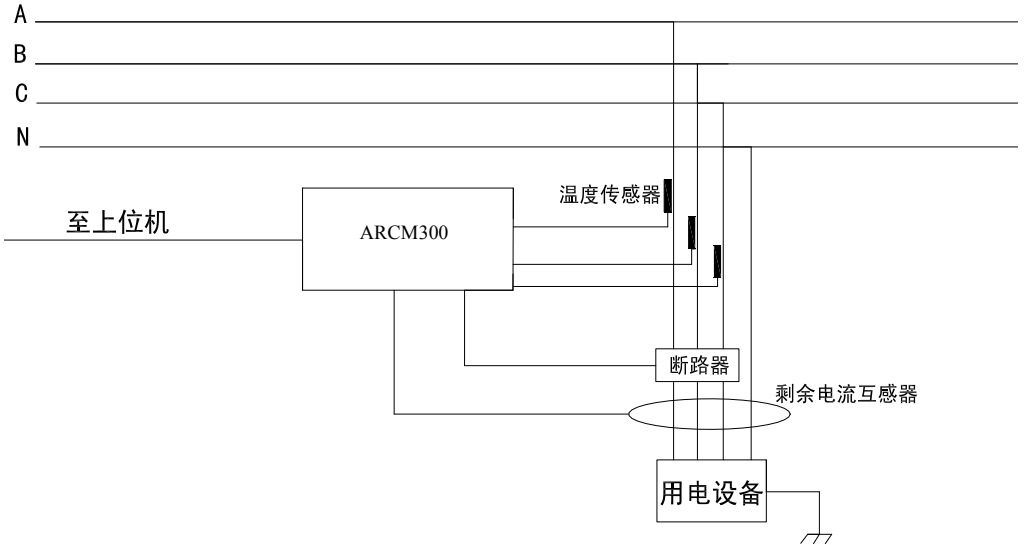 A
B
C
N
温度传感器
至上位机
ARCM300
断路器
剩余电流互感器
用电设备